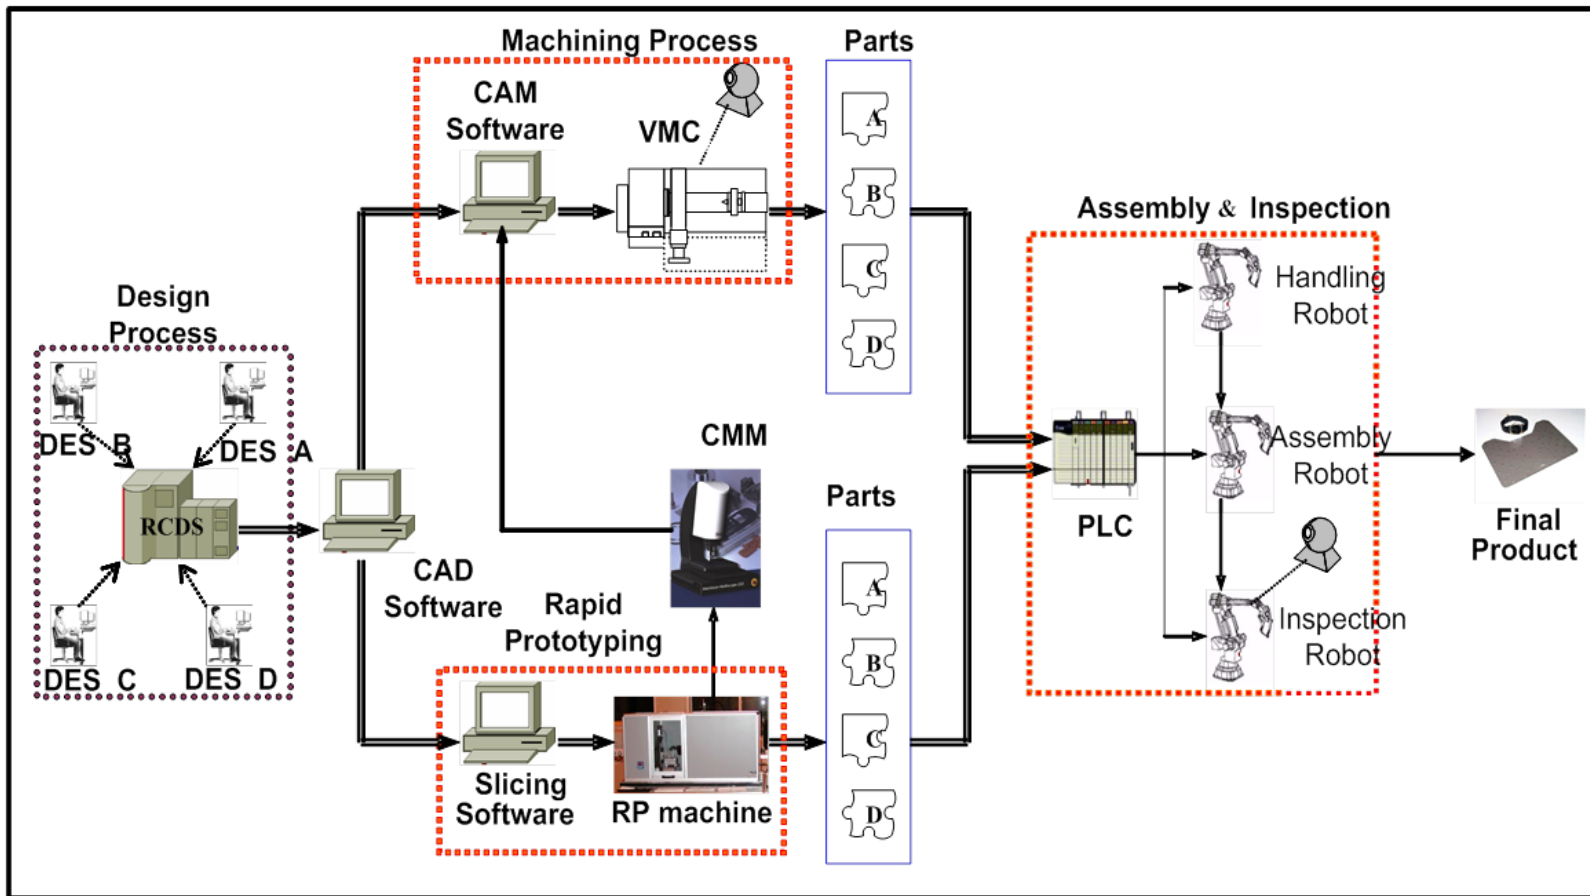 Machining Process
Parts
CAM
Software
VMC
A
B
C
D
Assembly & Inspection
Handling
Robot
Assembly
Robot
Inspection
Robot
PLC
Final
Product
Design
Process
DES B
DES A
RCDS
DES C
DES D
CAD
Software
CMM
Rapid
Prototyping
Slicing
Software
RP machine
Parts
A
B
C
D